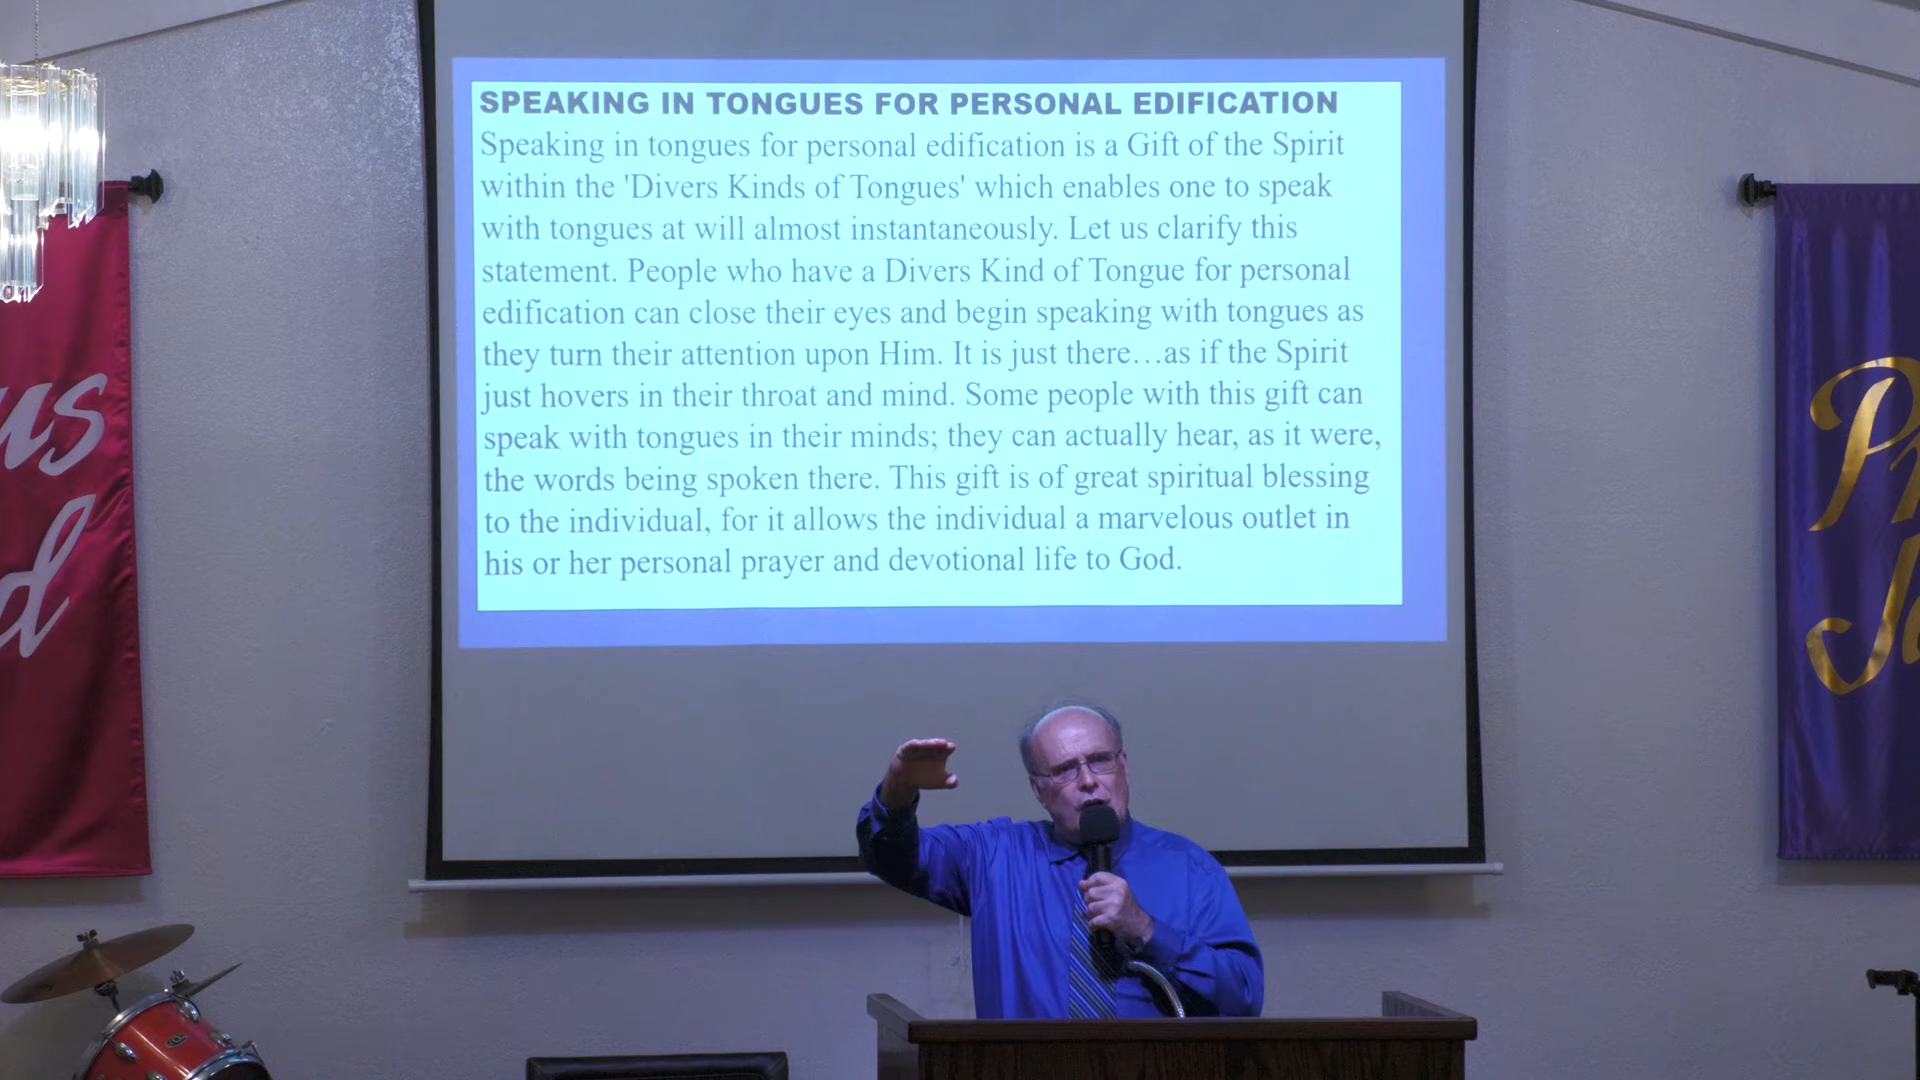 SPEAKING IN TONGUES FOR PERSONAL EDIFICATION
Speaking in tongues for personal edification is a Gift of the Spirit
within the 'Divers Kinds of Tongues' which enables one to speak
with tongues at will almost instantaneously. Let us clarify this
statement. People who have a Divers Kind of Tongue for personal
edification can close their eyes and begin speaking with tongues as
they turn their attention upon Him. It is just there…as if the Spirit
just hovers in their throat and mind. Some people with this gift can
speak with tongues in their minds; they can actually hear, as it were,
the words being spoken there. This gift is of great spiritual blessing
to the individual, for it allows the individual a marvelous outlet in
his or her personal prayer and devotional life to God.
us
d